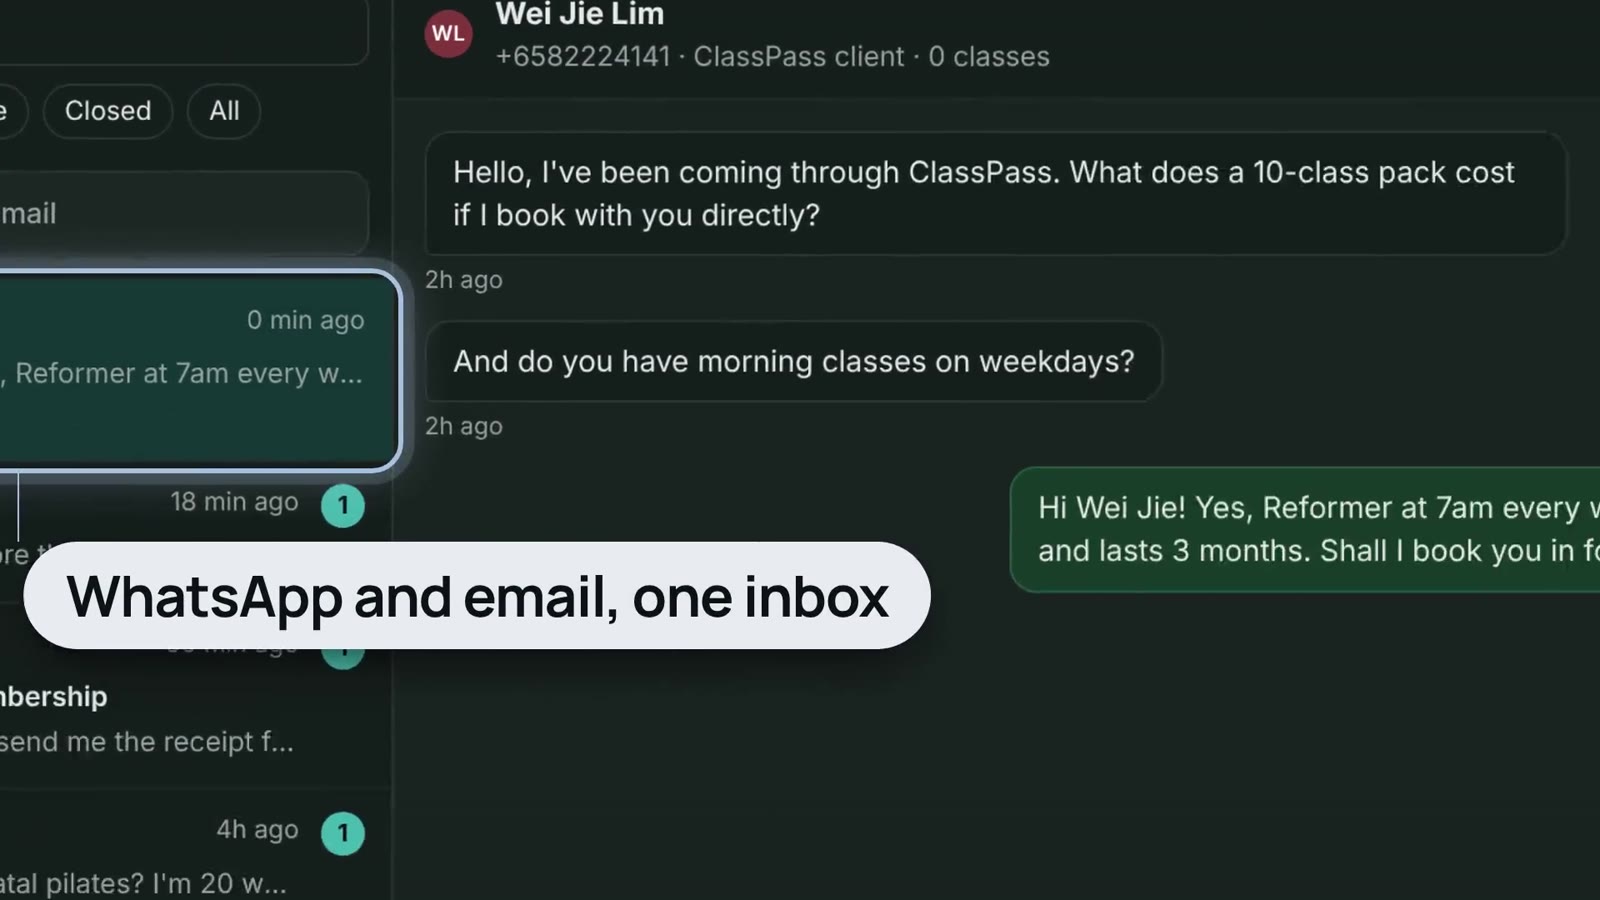 Wei Jie Lim
WL
+6582224141 · ClassPass client · 0 classes
Closed
All
mail
Hello, I've been coming through ClassPass. What does a 10-class pack cost
if I book with you directly?
2h ago
0 min ago
, Reformer at 7am every w...
And do you have morning classes on weekdays?
2h ago
18 min ago
1
Hi Wei Jie! Yes, Reformer at 7am every
and lasts 3 months. Shall I book you in
WhatsApp and email, one inbox
mbership
send me the receipt f...
4h ago
1
atal pilates? I'm 20 w...